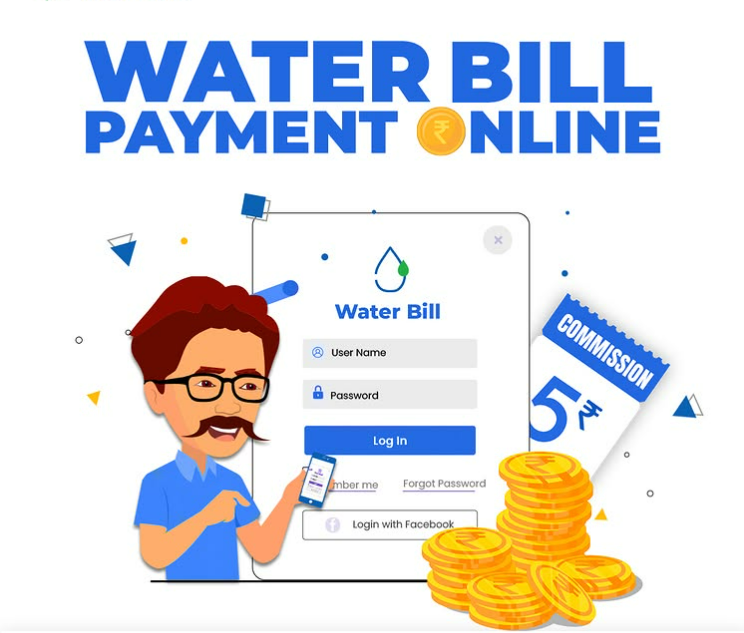 WATER BILL
PAYMENT ₹NLINE
Water Bill
User Name
Password
Log In
mber me
Forgot Password
Login with Facebook
COMMISSION
5₹